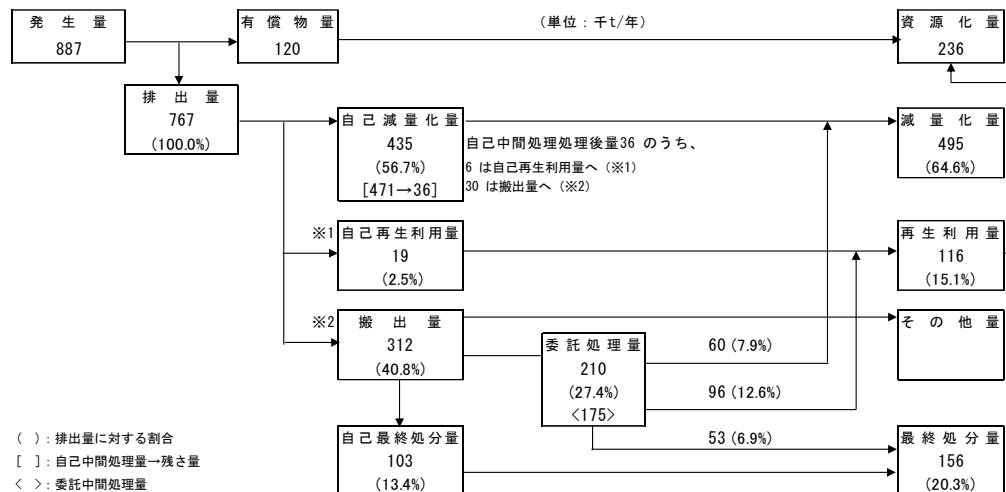 発生量
887
有償物量
120
（単位：千t/年）
資源化量
236
排出量
767
(100.0%)
自己減量化量
435
(56.7%)
[471→36]
自己中間処理処理後量36 のうち、
6 は自己再生利用量へ（※1）
30 は搬出量へ（※2）
減量化量
495
(64.6%)
※1
自己再生利用量
19
(2.5%)
再生利用量
116
(15.1%)
※2
搬出量
312
(40.8%)
委託処理量
210
(27.4%)
<175>
60 (7.9%)
96 (12.6%)
53 (6.9%)
その他量
自己最終処分量
103
(13.4%)
最終処分量
156
(20.3%)
( ) : 排出量に対する割合
[ ] : 自己中間処理量→残さ量
< > : 委託中間処理量